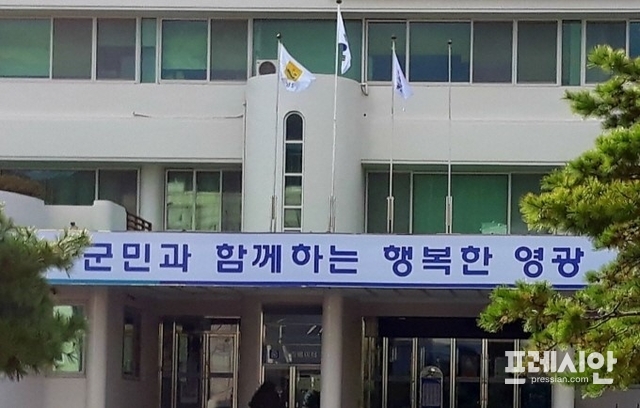 군민과 함께하는 행복한 영광
프레시안
pressian.com